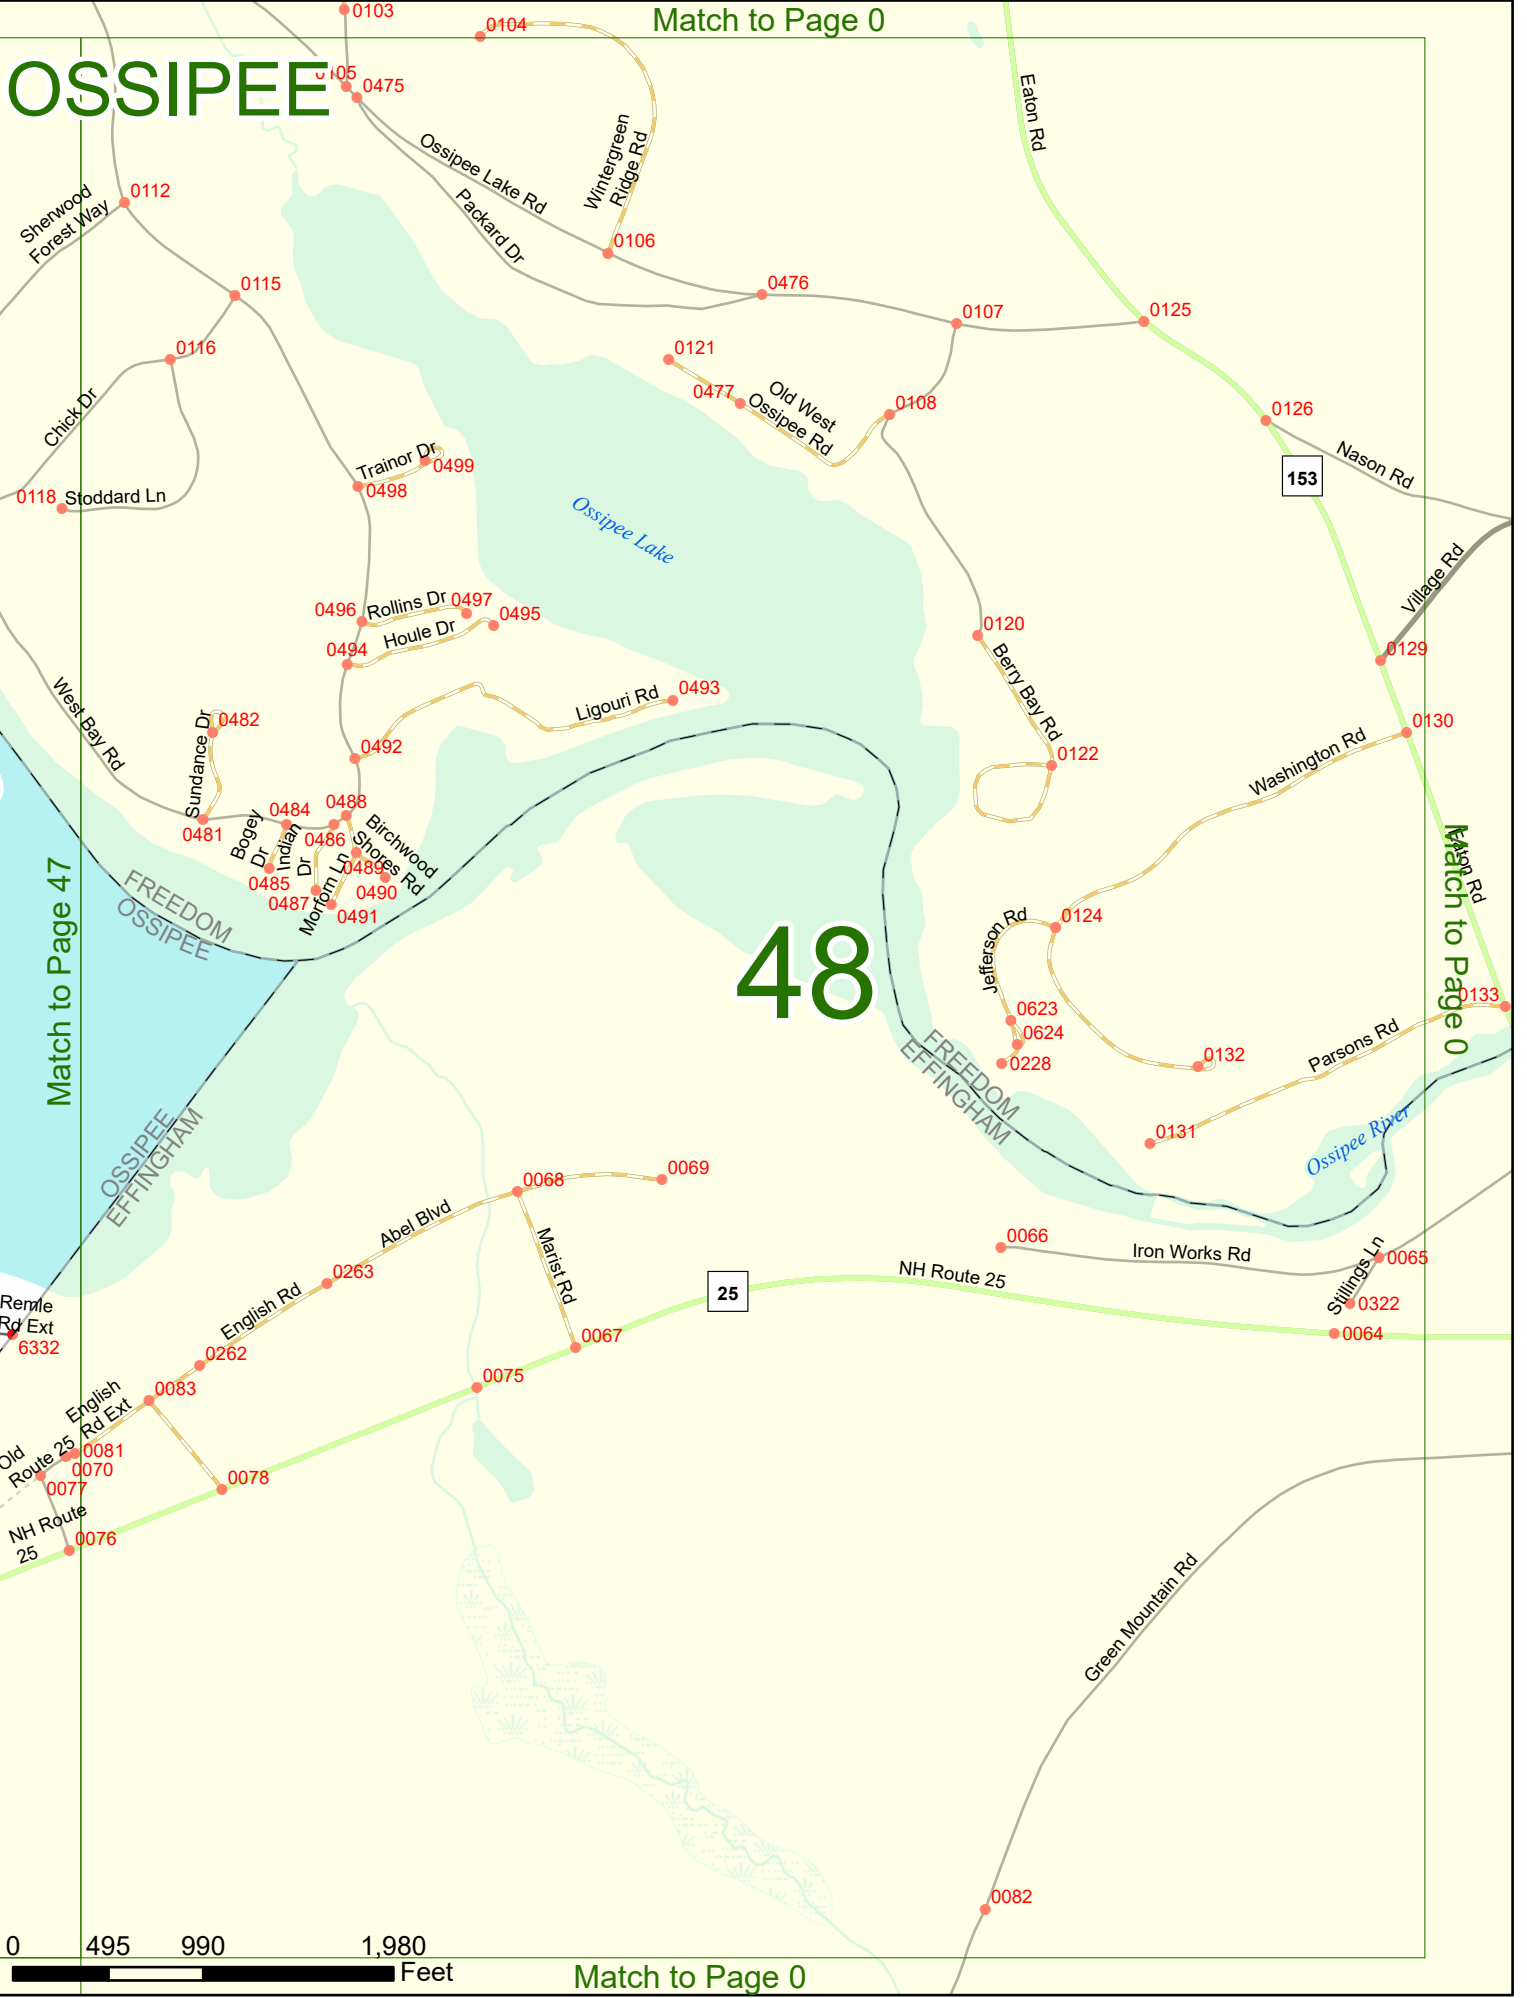 Match to Page 0
OSSIPEE
0103
0104
0105
0475
Eaton Rd
Ossipee Lake Rd
Wintergreen
Ridge Rd
Packard Dr
Sherwood
Forest Way
0112
0106
0115
0476
0107
0125
0116
0121
0477
Old West
Ossipee Rd
0108
0126
Nason Rd
153
Chick Dr
Trainor Dr
0499
0498
0118
Stoddard Ln
Ossipee Lake
Village Rd
0496
Rollins Dr
0497
0495
Houle Dr
0494
0120
Berry Bay Rd
0129
West Bay Rd
Ligouri Rd
0493
0482
Sundance Dr
0492
0130
Washington Rd
0122
0481
0484
0488
0486
Bogey
Dr
Indian
Dr
Birchwood
Shores Rd
0489
0485
0490
0487
Morforn Ln
0491
Eaton Rd
Match to Page 47
Match to Page 0
FREEDOM
OSSIPEE
48
Jefferson Rd
0124
0133
0623
0624
0228
0132
Parsons Rd
FREEDOM
EFFINGHAM
0131
Ossipee River
OSSIPEE
EFFINGHAM
0068
0069
Abel Blvd
Marist Rd
0066
Iron Works Rd
0065
Stillings Ln
NH Route 25
25
0263
English Rd
0322
0064
Remle
Rd Ext
6332
0067
0262
0075
0083
English
Rd Ext
Old
Route 25
0081
0070
0077
0078
NH Route
25
0076
Green Mountain Rd
0082
0
495
990
1,980
Feet
Match to Page 0